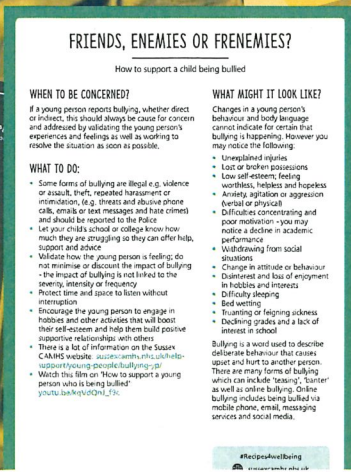 FRIENDS, ENEMIES OR FRENEMIES?
How to support a child being bullied
WHEN TO BE CONCERNED?
If a young person reports bullying, whether direct
or indirect, this should always be cause for concern
and addressed by validating the young person's
experiences and feelings as well as working to
resolve the situation as soon as possible.
WHAT TO DO:
• Some forms of bullying are illegal e.g. violence
or assault, theft, repeated harassment or
intimidation, (e.g. threats and abusive phone
calls, emails or text messages and hate crimes)
and should be reported to the Police
• Let your child's school or college know how
much they are struggling so they can offer help,
support and advice
• Validate how the young person is feeling; do
not minimise or discount the impact of bullying
- the impact of bullying is not linked to the
severity, intensity or frequency
• Protect time and space to listen without
interruption
• Encourage the young person to engage in
hobbies and other activities that will boost
their self-esteem and help them build positive
supportive relationships with others
• There is a lot of information on the Sussex
CAMHS website: sussexcamhs.nhs.uk/help-
support/young-people/bullying-yp/
• Watch this film on 'How to support a young
person who is being bullied'
WHAT MIGHT IT LOOK LIKE?
Changes in a young person's
behaviour and body language
cannot indicate for certain that
bullying is happening. However you
may notice the following:
• Unexplained injuries
• Lost or broken possessions
• Low self-esteem; feeling
worthless, helpless and hopeless
• Anxiety, agitation or aggression
(verbal or physical)
• Difficulties concentrating and
poor motivation - you may
notice a decline in academic
performance
• Withdrawing from social
situations
• Change in attitude or behaviour
• Disinterest and loss of enjoyment
in hobbies and interests
• Difficulty sleeping
• Bed wetting
• Truanting or feigning sickness
• Declining grades and a lack of
interest in school
Bullying is a word used to describe
deliberate behaviour that causes
upset and hurt to another person.
There are many forms of bullying
which can include 'teasing', 'banter'
as well as online bullying. Online
bullying includes being bullied via
mobile phone, email, messaging
services and social media.
#Recipes4wellbeing
sussexcamhs.nhs.uk